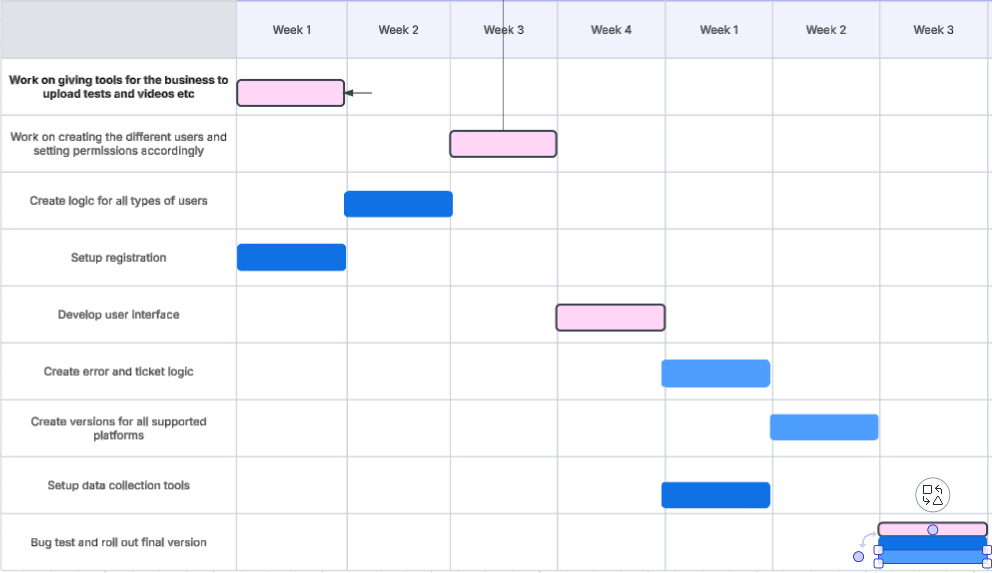 Week 1
Week 2
Week 3
Week 4
Week 1
Week 2
Week 3
Work on giving tools for the business to
upload tests and videos etc
Work on creating the different users and
setting permissions accordingly
Create logic for all types of users
Setup registration
Develop user interface
Create error and ticket logic
Create versions for all supported
platforms
Setup data collection tools
Bug test and roll out final version